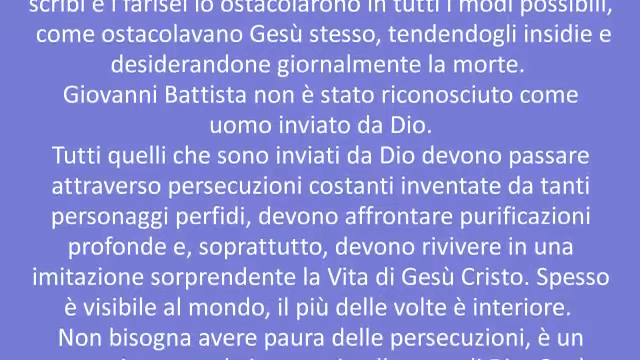 scribi e i farisei lo ostacolarono in tutti i modi possibili,
come ostacolavano Gesù stesso, tendendogli insidie e
desiderandone giornalmente la morte.
Giovanni Battista non è stato riconosciuto come
uomo inviato da Dio.
Tutti quelli che sono inviati da Dio devono passare
attraverso persecuzioni costanti inventate da tanti
personaggi perfidi, devono affrontare purificazioni
profonde e, soprattutto, devono rivivere in una
imitazione sorprendente la Vita di Gesù Cristo. Spesso
è visibile al mondo, il più delle volte è interiore.
Non bisogna avere paura delle persecuzioni, è un